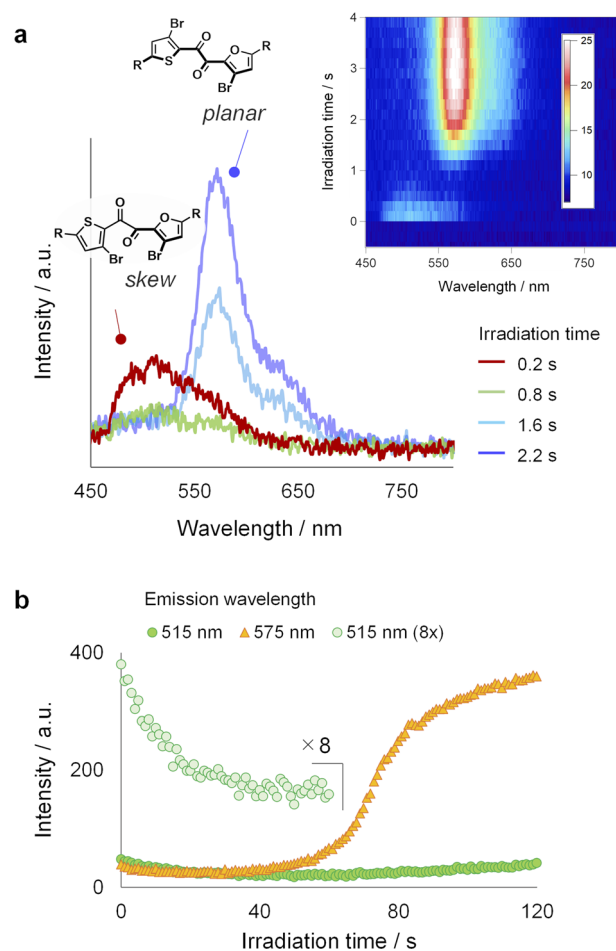 a
Br
R
S
O
O
O
R
Br
planar
R
S
Br
O
O
O
Br
R
skew
Intensity / a.u.
450
550
650
750
Wavelength / nm
Irradiation time / s
4
3
2
1
0
450
500
550
600
650
700
750
Wavelength / nm
25
20
15
10
Irradiation time
0.2 s
0.8 s
1.6 s
2.2 s
b
Emission wavelength
515 nm 575 nm 515 nm (8x)
Intensity / a.u.
400
200
0
× 8
0
40
80
120
Irradiation time / s